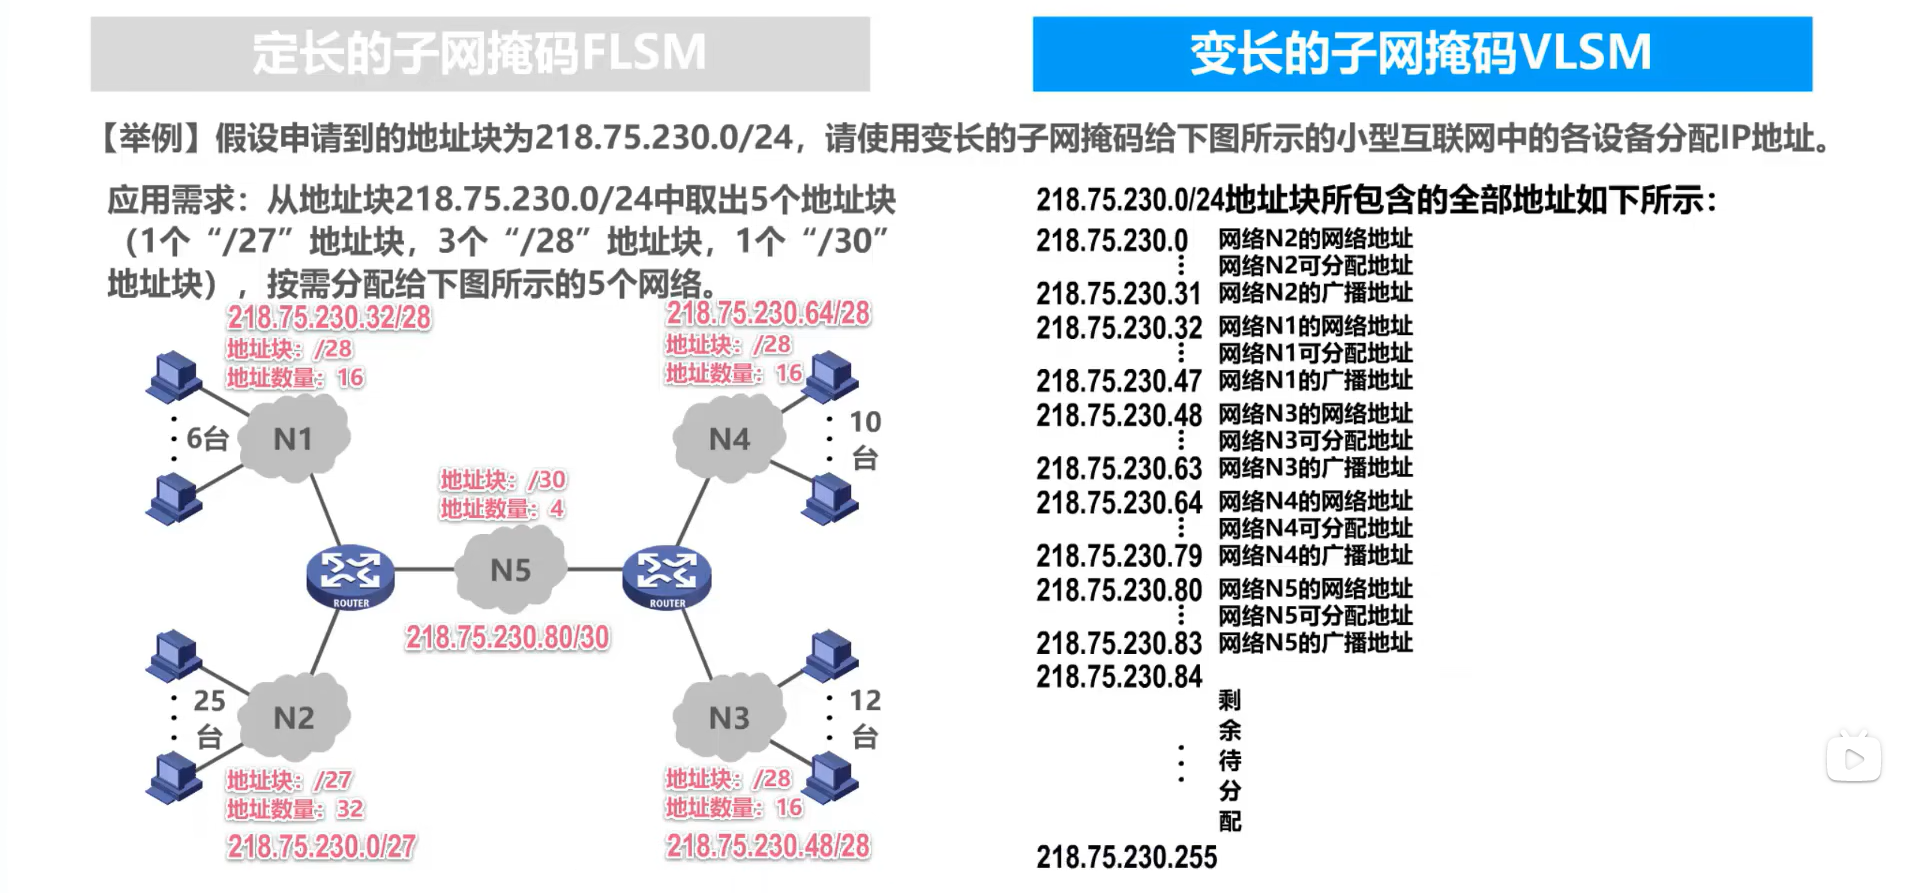 定长的子网掩码FLSM
变长的子网掩码VLSM
【举例】假设申请到的地址块为218.75.230.0/24，请使用变长的子网掩码给下图所示的小型互联网中的各设备分配IP地址。
应用需求：从地址块218.75.230.0/24中取出5个地址块
（1个“/27”地址块，3个“/28”地址块，1个“/30”
地址块），按需分配给下图所示的5个网络。
218.75.230.32/28
地址块：/28
地址数量：16
6台
N1
218.75.230.64/28
地址块：/28
地址数量：16
N4
10
台
地址块：/30
地址数量：4
N5
ROUTER
ROUTER
218.75.230.80/30
25
台
N2
地址块：/27
地址数量：32
218.75.230.0/27
N3
12
台
地址块：/28
地址数量：16
218.75.230.48/28
218.75.230.0/24地址块所包含的全部地址如下所示：
218.75.230.0 网络N2的网络地址
⋮ 网络N2可分配地址
218.75.230.31 网络N2的广播地址
218.75.230.32 网络N1的网络地址
⋮ 网络N1可分配地址
218.75.230.47 网络N1的广播地址
218.75.230.48 网络N3的网络地址
⋮ 网络N3可分配地址
218.75.230.63 网络N3的广播地址
218.75.230.64 网络N4的网络地址
⋮ 网络N4可分配地址
218.75.230.79 网络N4的广播地址
218.75.230.80 网络N5的网络地址
⋮ 网络N5可分配地址
218.75.230.83 网络N5的广播地址
218.75.230.84
剩
余
⋮ 待
分
配
218.75.230.255